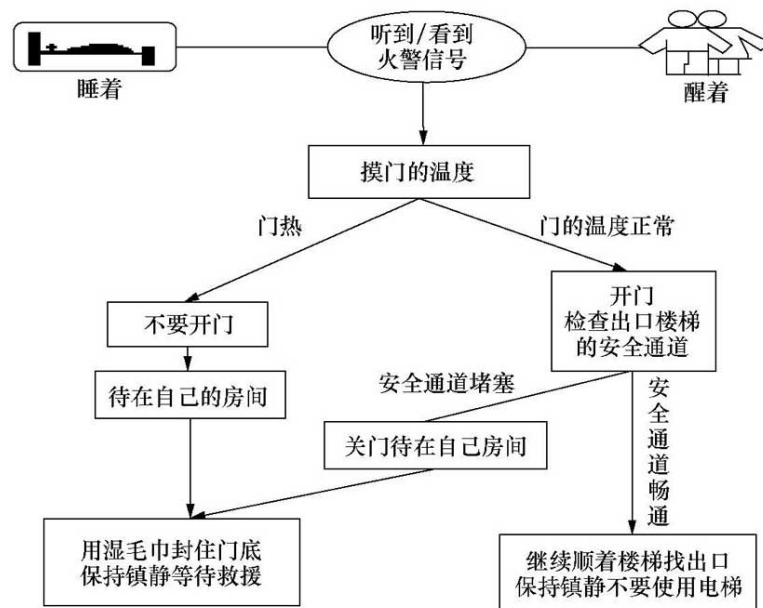 听到/看到
火警信号
睡着
醒着
摸门的温度
门热
门的温度正常
不要开门
开门
检查出口楼梯
的安全通道
待在自己的房间
安全通道堵塞
安全通道畅通
关门待在自己房间
用湿毛巾封住门底
保持镇静等待救援
继续顺着楼梯找出口
保持镇静不要使用电梯